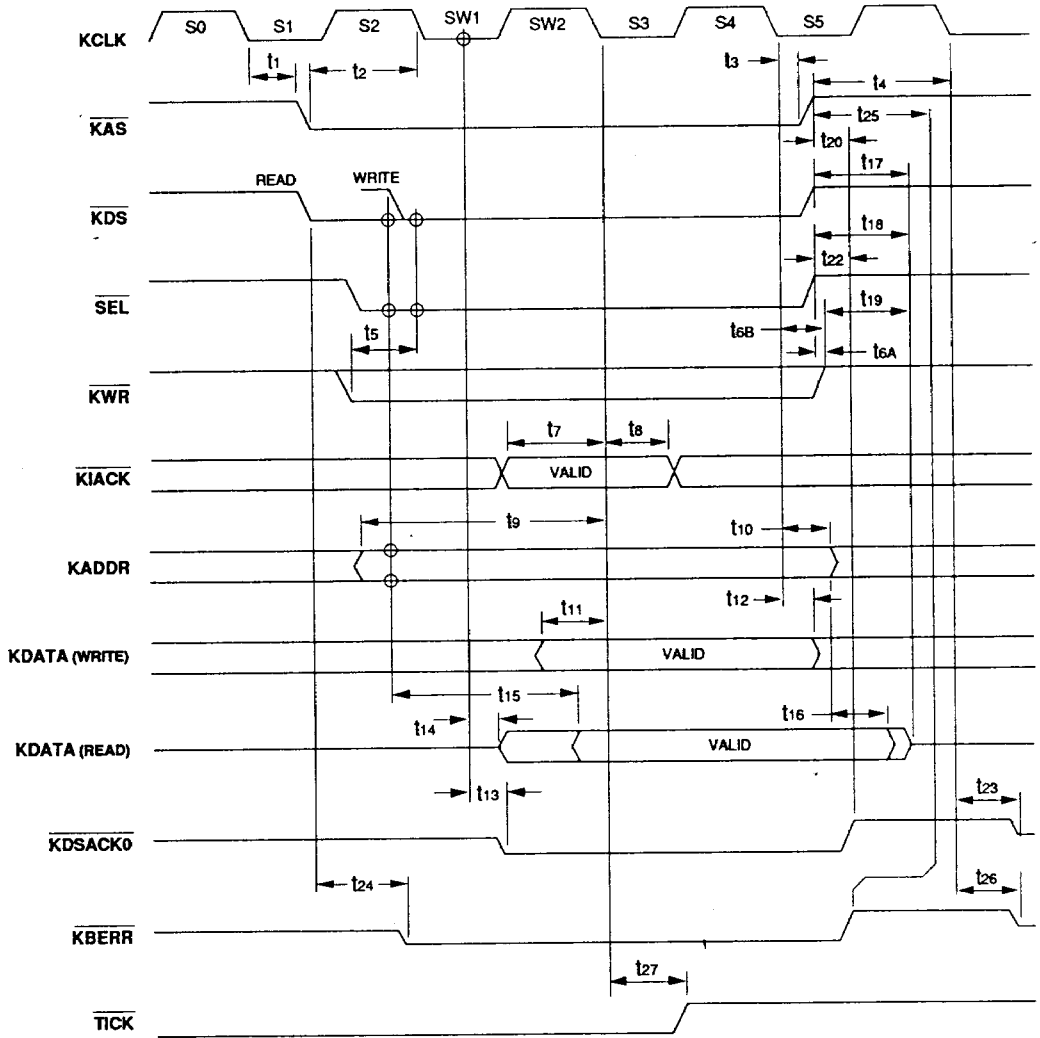 KCLK S0 S1 S2 SW1 SW2 S3 S4 S5
t1 t2 t3 t4
KAS t25
t20
READ WRITE t17
KDS
t18
t22
SEL
t5 t6B t19
t6A
KWR
t7 t8
KIACK VALID
t9 t10
KADDR
t11 t12
KDATA (WRITE) VALID
t15 t16
t14
KDATA (READ) VALID
t13 t23
KDSACK0
t24 t26
KBERR
t27
TICK